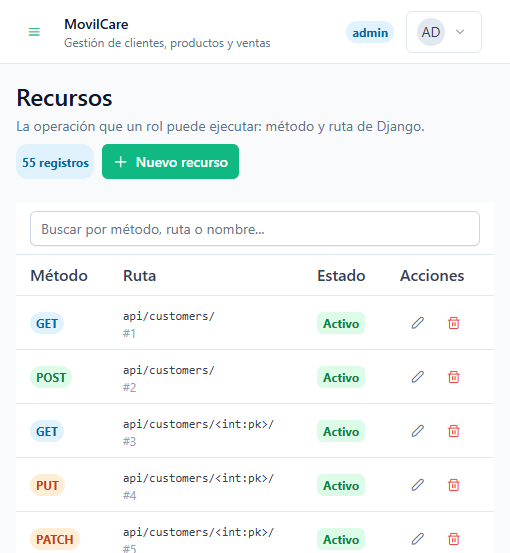 MovilCare
Gestión de clientes, productos y ventas
admin
AD
Recursos
La operación que un rol puede ejecutar: método y ruta de Django.
55 registros
Nuevo recurso
Buscar por método, ruta o nombre...
Método Ruta Estado Acciones
GET api/customers/ Activo
#1
POST api/customers/ Activo
#2
GET api/customers/<int:pk>/ Activo
#3
PUT api/customers/<int:pk>/ Activo
#4
PATCH api/customers/<int:pk>/ Activo
#5